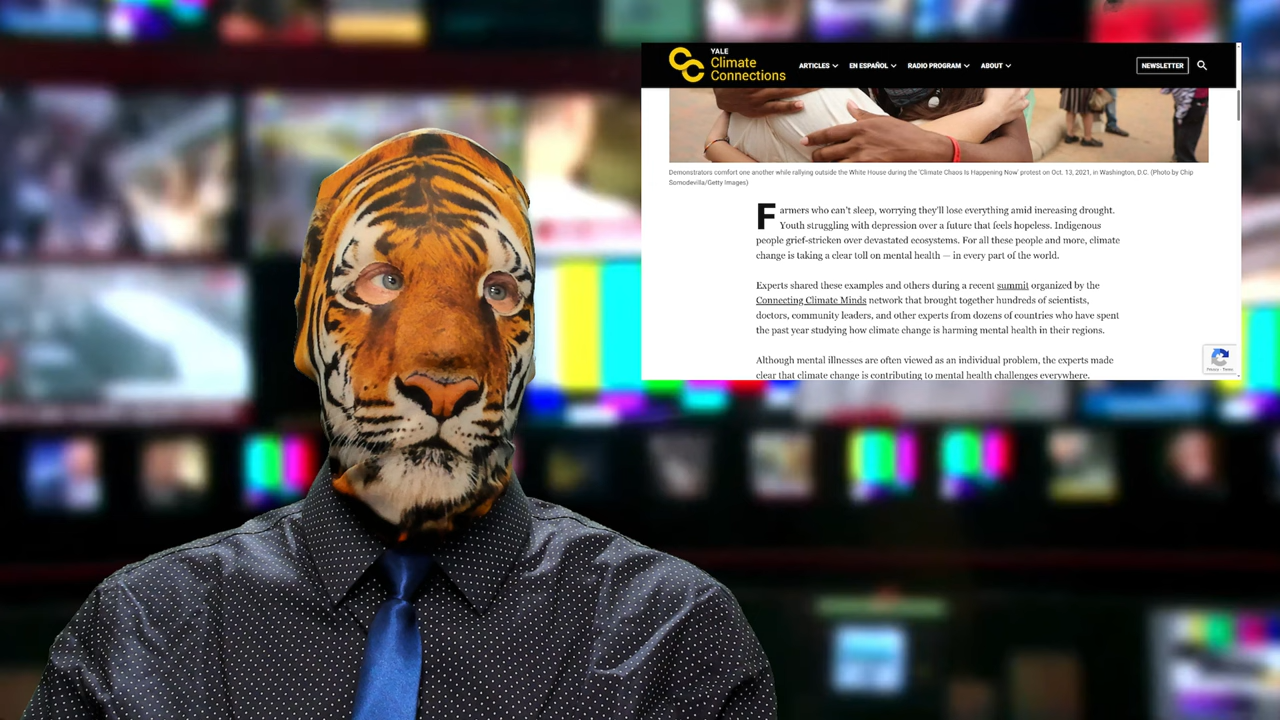 YALE
Climate
Connections
ARTICLES
EN ESPAÑOL
RADIO PROGRAM
ABOUT
NEWSLETTER
Demonstrators comfort one another while rallying outside the White House during the 'Climate Chaos Is Happening Now' protest on Oct. 13, 2021, in Washington, D.C. (Photo by Chip
Somodevilla/Getty Images)
Farmers who can't sleep, worrying they'll lose everything amid increasing drought.
Youth struggling with depression over a future that feels hopeless. Indigenous
people grief-stricken over devastated ecosystems. For all these people and more, climate
change is taking a clear toll on mental health — in every part of the world.
Experts shared these examples and others during a recent summit organized by the
Connecting Climate Minds network that brought together hundreds of scientists,
doctors, community leaders, and other experts from dozens of countries who have spent
the past year studying how climate change is harming mental health in their regions.
Although mental illnesses are often viewed as an individual problem, the experts made
clear that climate change is contributing to mental health challenges everywhere.
Privacy - Terms